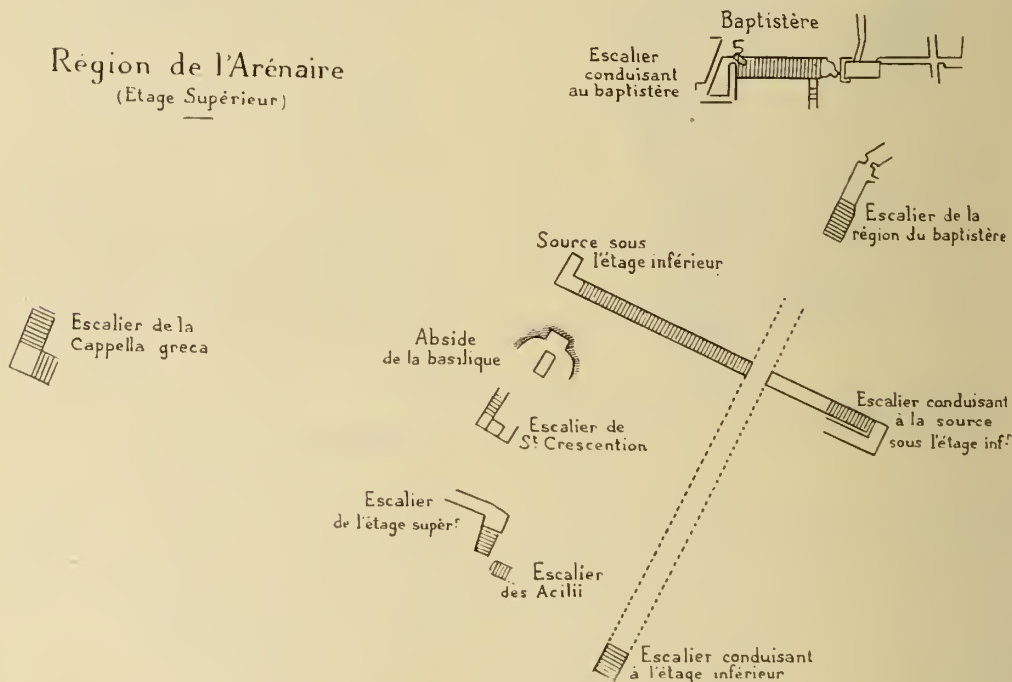 Région de l'Arénaire
(Etage Supérieur)
Baptistère
Escalier
conduisant
au baptistère
Escalier de la
région du baptistère
Source sous
l'étage inférieur
Escalier de la
Cappella greca
Abside
de la basilique
Escalier conduisant
à la source
sous l'étage inf.r
Escalier de
St. Crescention
Escalier
de l'étage supér.r
Escalier
des Acilii
Escalier conduisant
à l'étage inférieur